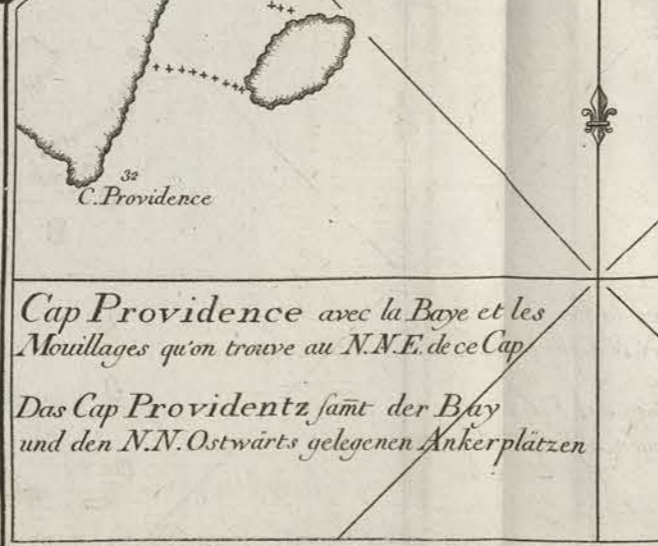 32
C. Providence
Cap Providence avec la Baye et les
Mouillages qu'on trouve au N.N.E. de ce Cap.
Das Cap Providentz ſam̄t der Bay
und den N.N. Ostwärts gelegenen Ankerplätzen